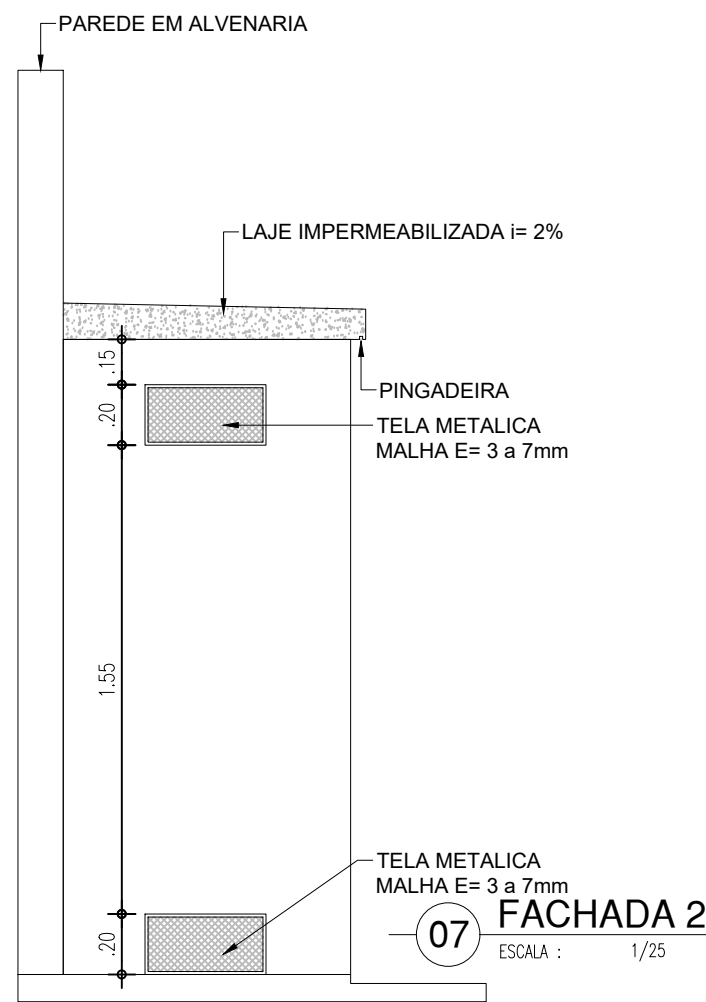 PAREDE EM ALVENARIA
LAJE IMPERMEABILIZADA i= 2%
.15
PINGADEIRA
.20
TELA METALICA
MALHA E= 3 a 7mm
1.55
TELA METALICA
MALHA E= 3 a 7mm
.20
07 FACHADA 2
ESCALA : 1/25